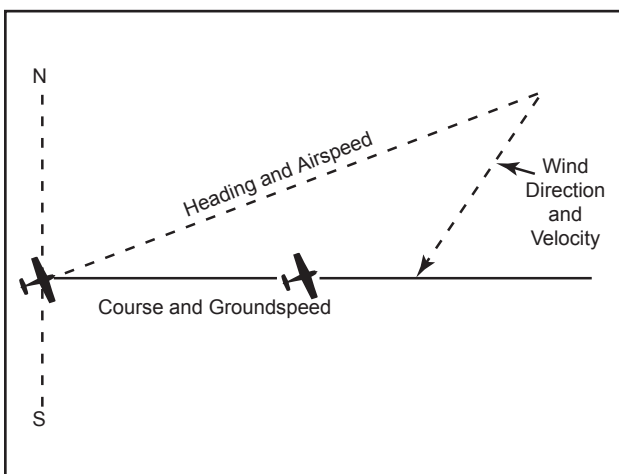 N
Heading and Airspeed
Wind
Direction
and
Velocity
Course and Groundspeed
S